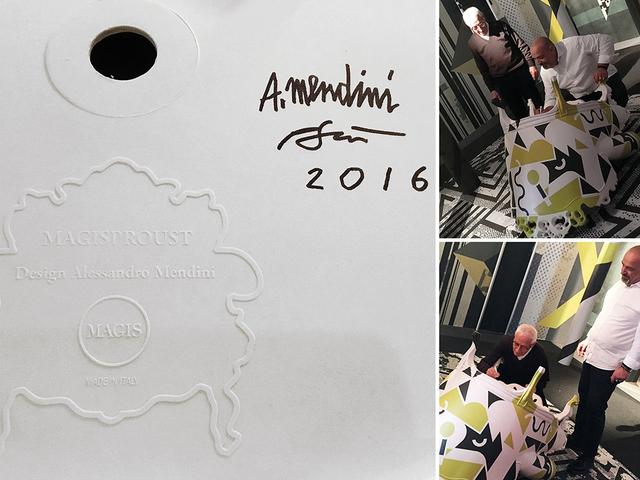 A. mendini
2016
MAGISPROUST
Design Alessandro Mendini
MAGIS
MADE IN ITALY